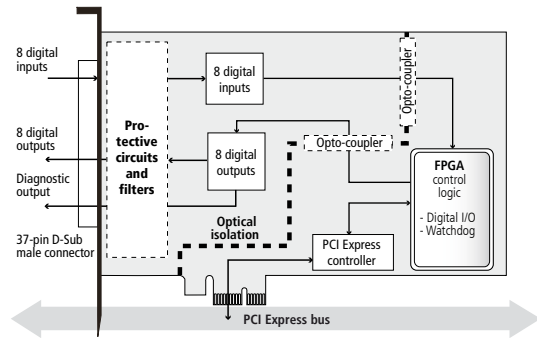 8 digital
inputs
8 digital
outputs
Diagnostic
output
37-pin D-Sub
male connector
Pro-
tective
circuits
and
filters
8 digital
inputs
8 digital
outputs
Opto-coupler
Opto-coupler
Optical
isolation
FPGA
control
logic
- Digital I/O
- Watchdog
PCI Express
controller
PCI Express bus